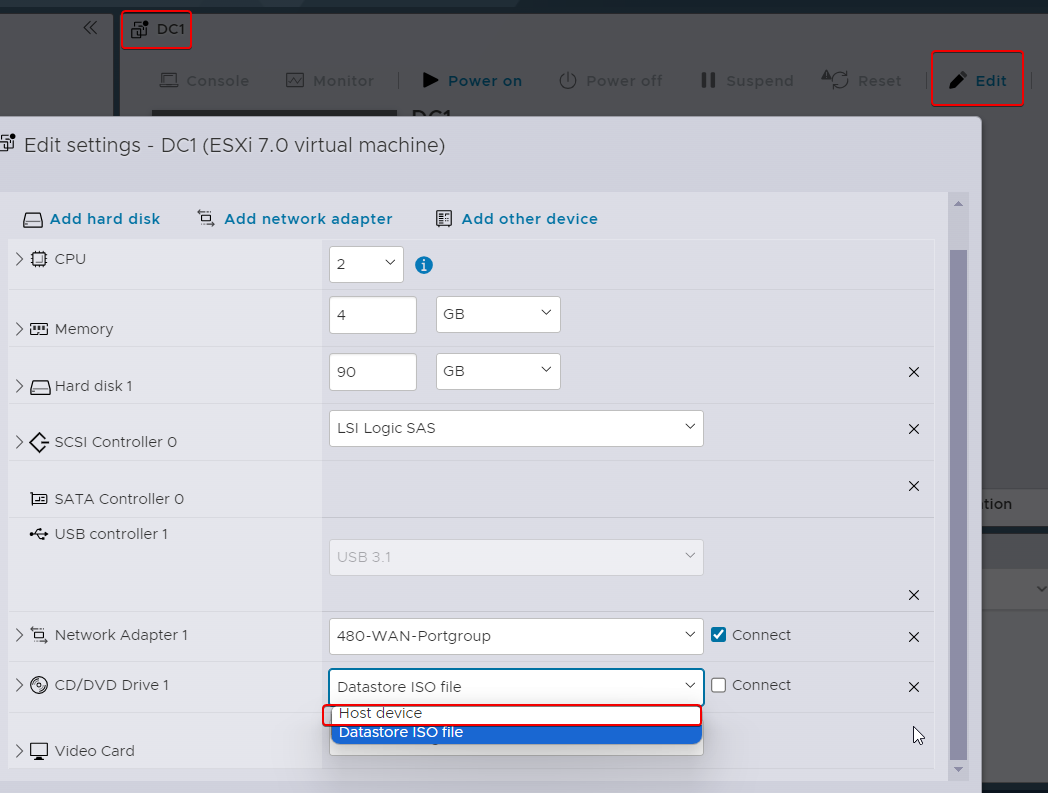 DC1
Console Monitor Power on Power off Suspend Reset Edit
DC1
Edit settings - DC1 (ESXi 7.0 virtual machine)
Add hard disk Add network adapter Add other device
CPU 2
Memory 4 GB
Hard disk 1 90 GB
SCSI Controller 0 LSI Logic SAS
SATA Controller 0
USB controller 1
USB 3.1
Network Adapter 1 480-WAN-Portgroup Connect
CD/DVD Drive 1 Datastore ISO file Connect
Host device
Datastore ISO file
Video Card
tion